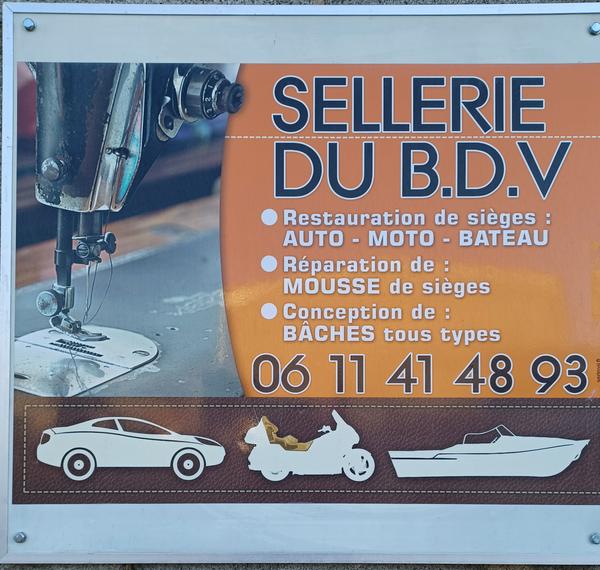 SELLERIE
DU B.D.V
Restauration de sièges :
AUTO - MOTO - BATEAU
Réparation de :
MOUSSE de sièges
Conception de :
BÂCHES tous types
06 11 41 48 93